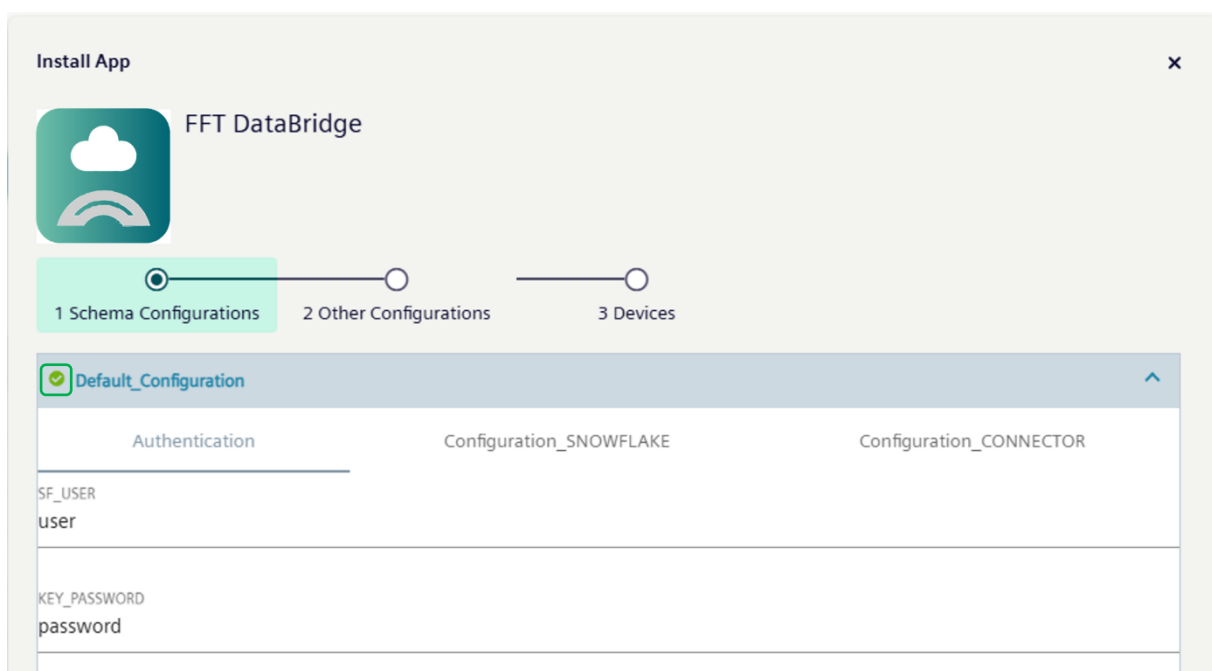 Install App
FFT DataBridge
1 Schema Configurations 2 Other Configurations 3 Devices
Default_Configuration
Authentication Configuration_SNOWFLAKE Configuration_CONNECTOR
SF_USER
user
KEY_PASSWORD
password